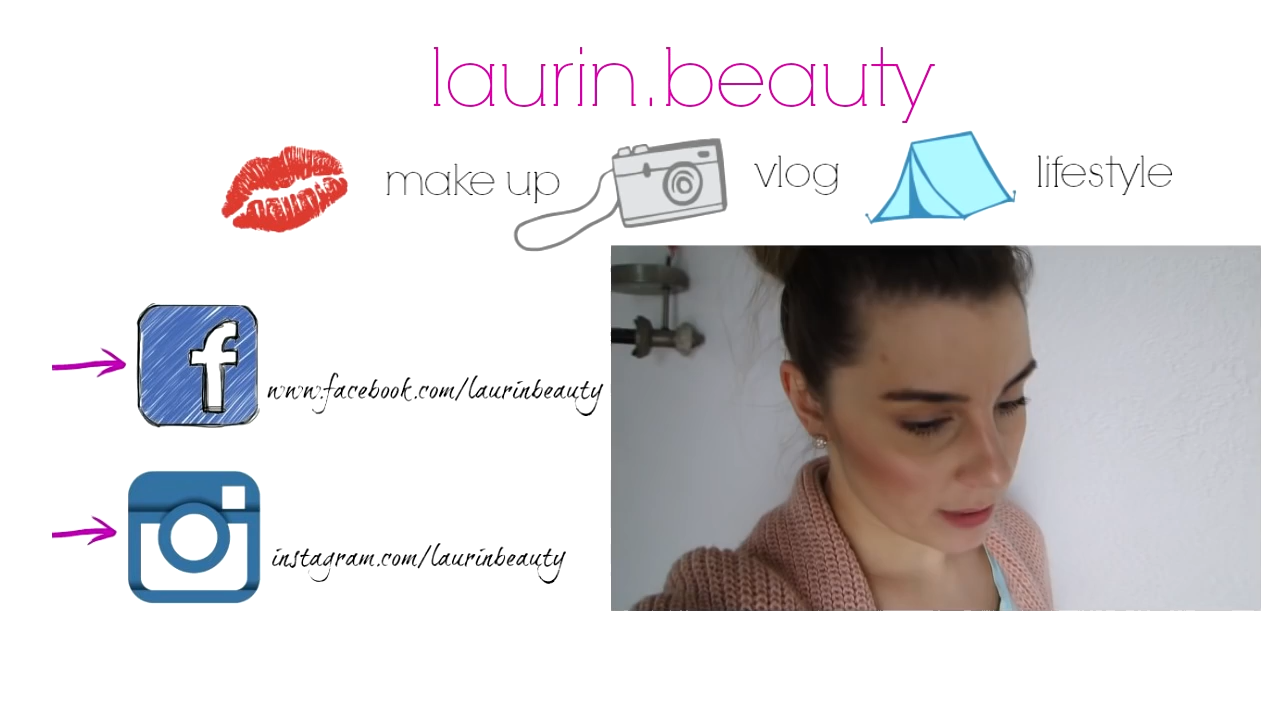 laurin.beauty
make up vlog lifestyle
www.facebook.com/laurinbeauty
instagram.com/laurinbeauty